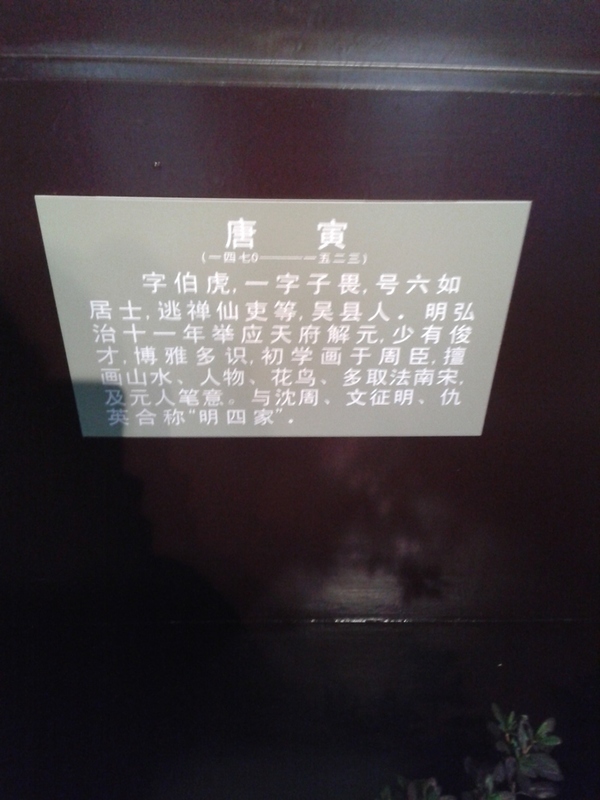 唐 寅
(一四七0———一五二三)
字伯虎,一字子畏,号六如
居士,逃禅仙吏等,吴县人.明弘
治十一年举应天府解元,少有俊
才,博雅多识,初学画于周臣,擅
画山水、人物、花鸟、多取法南宋,
及元人笔意。与沈周、文征明、仇
英合称“明四家”.